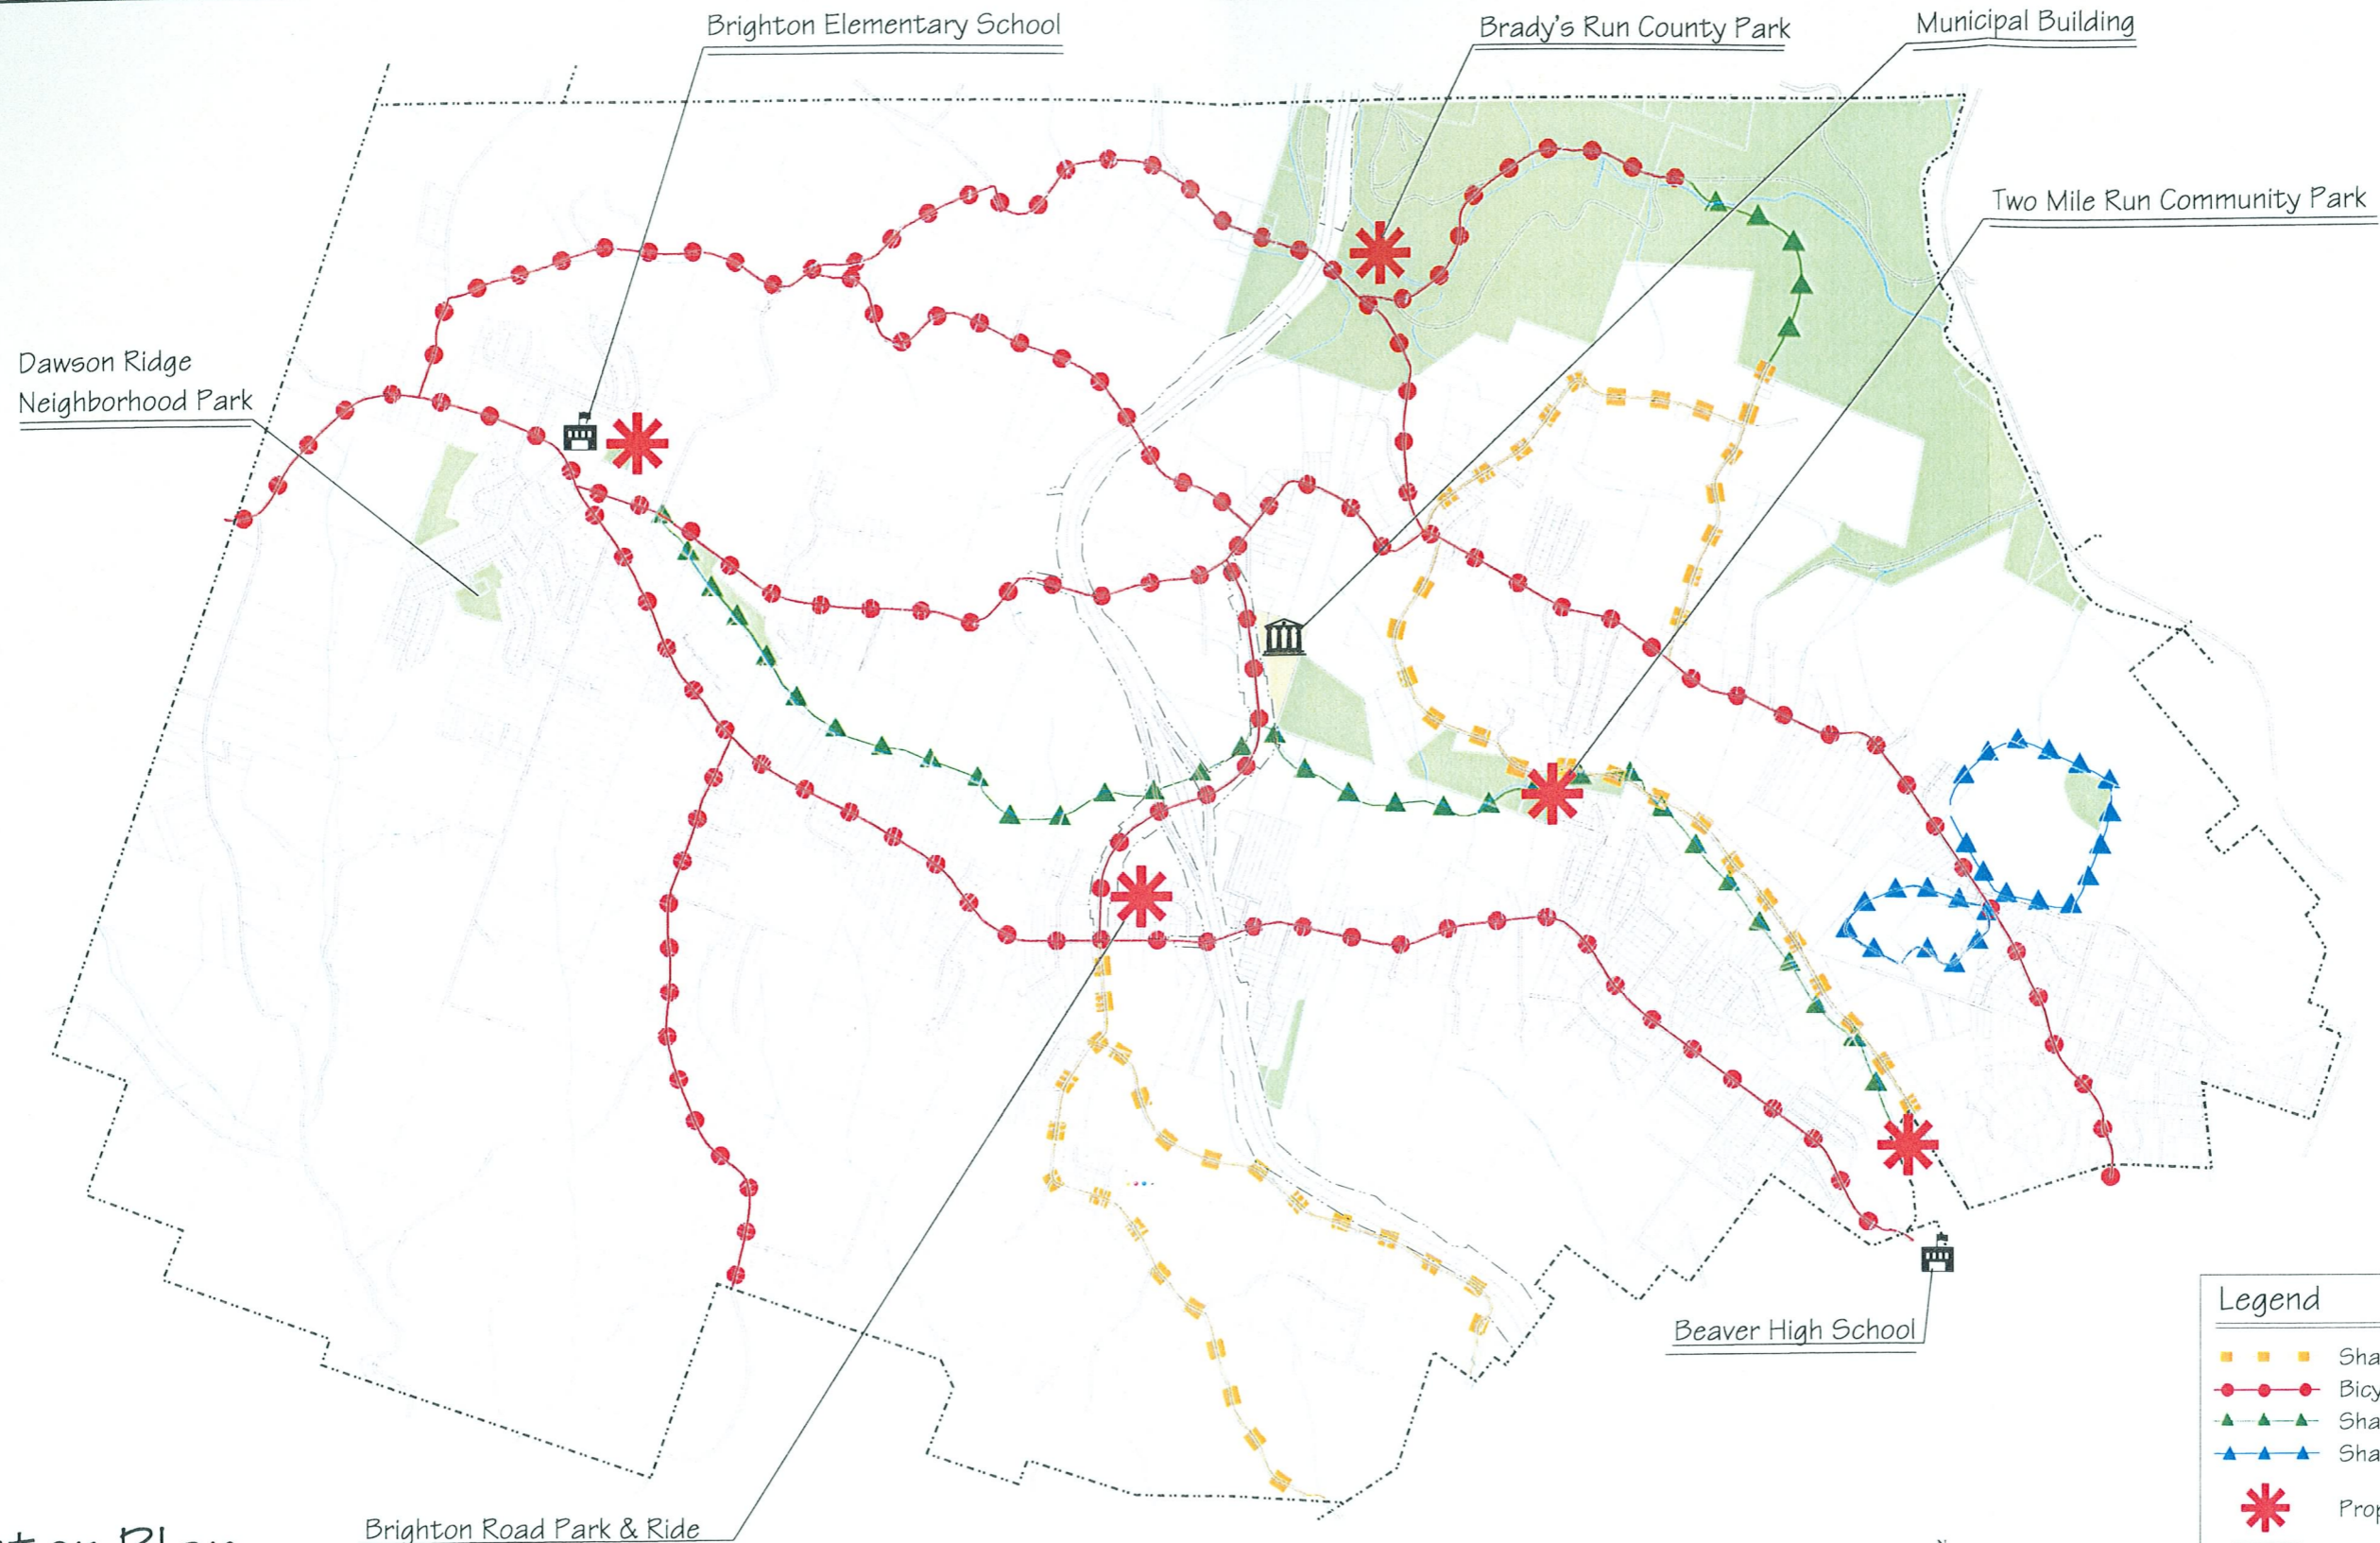 Brighton Elementary School
Brady's Run County Park
Municipal Building
Two Mile Run Community Park
Dawson Ridge
Neighborhood Park
Beaver High School
Brighton Road Park & Ride
Legend
Sha
Bicy
Sha
Sha
Prop
Plan